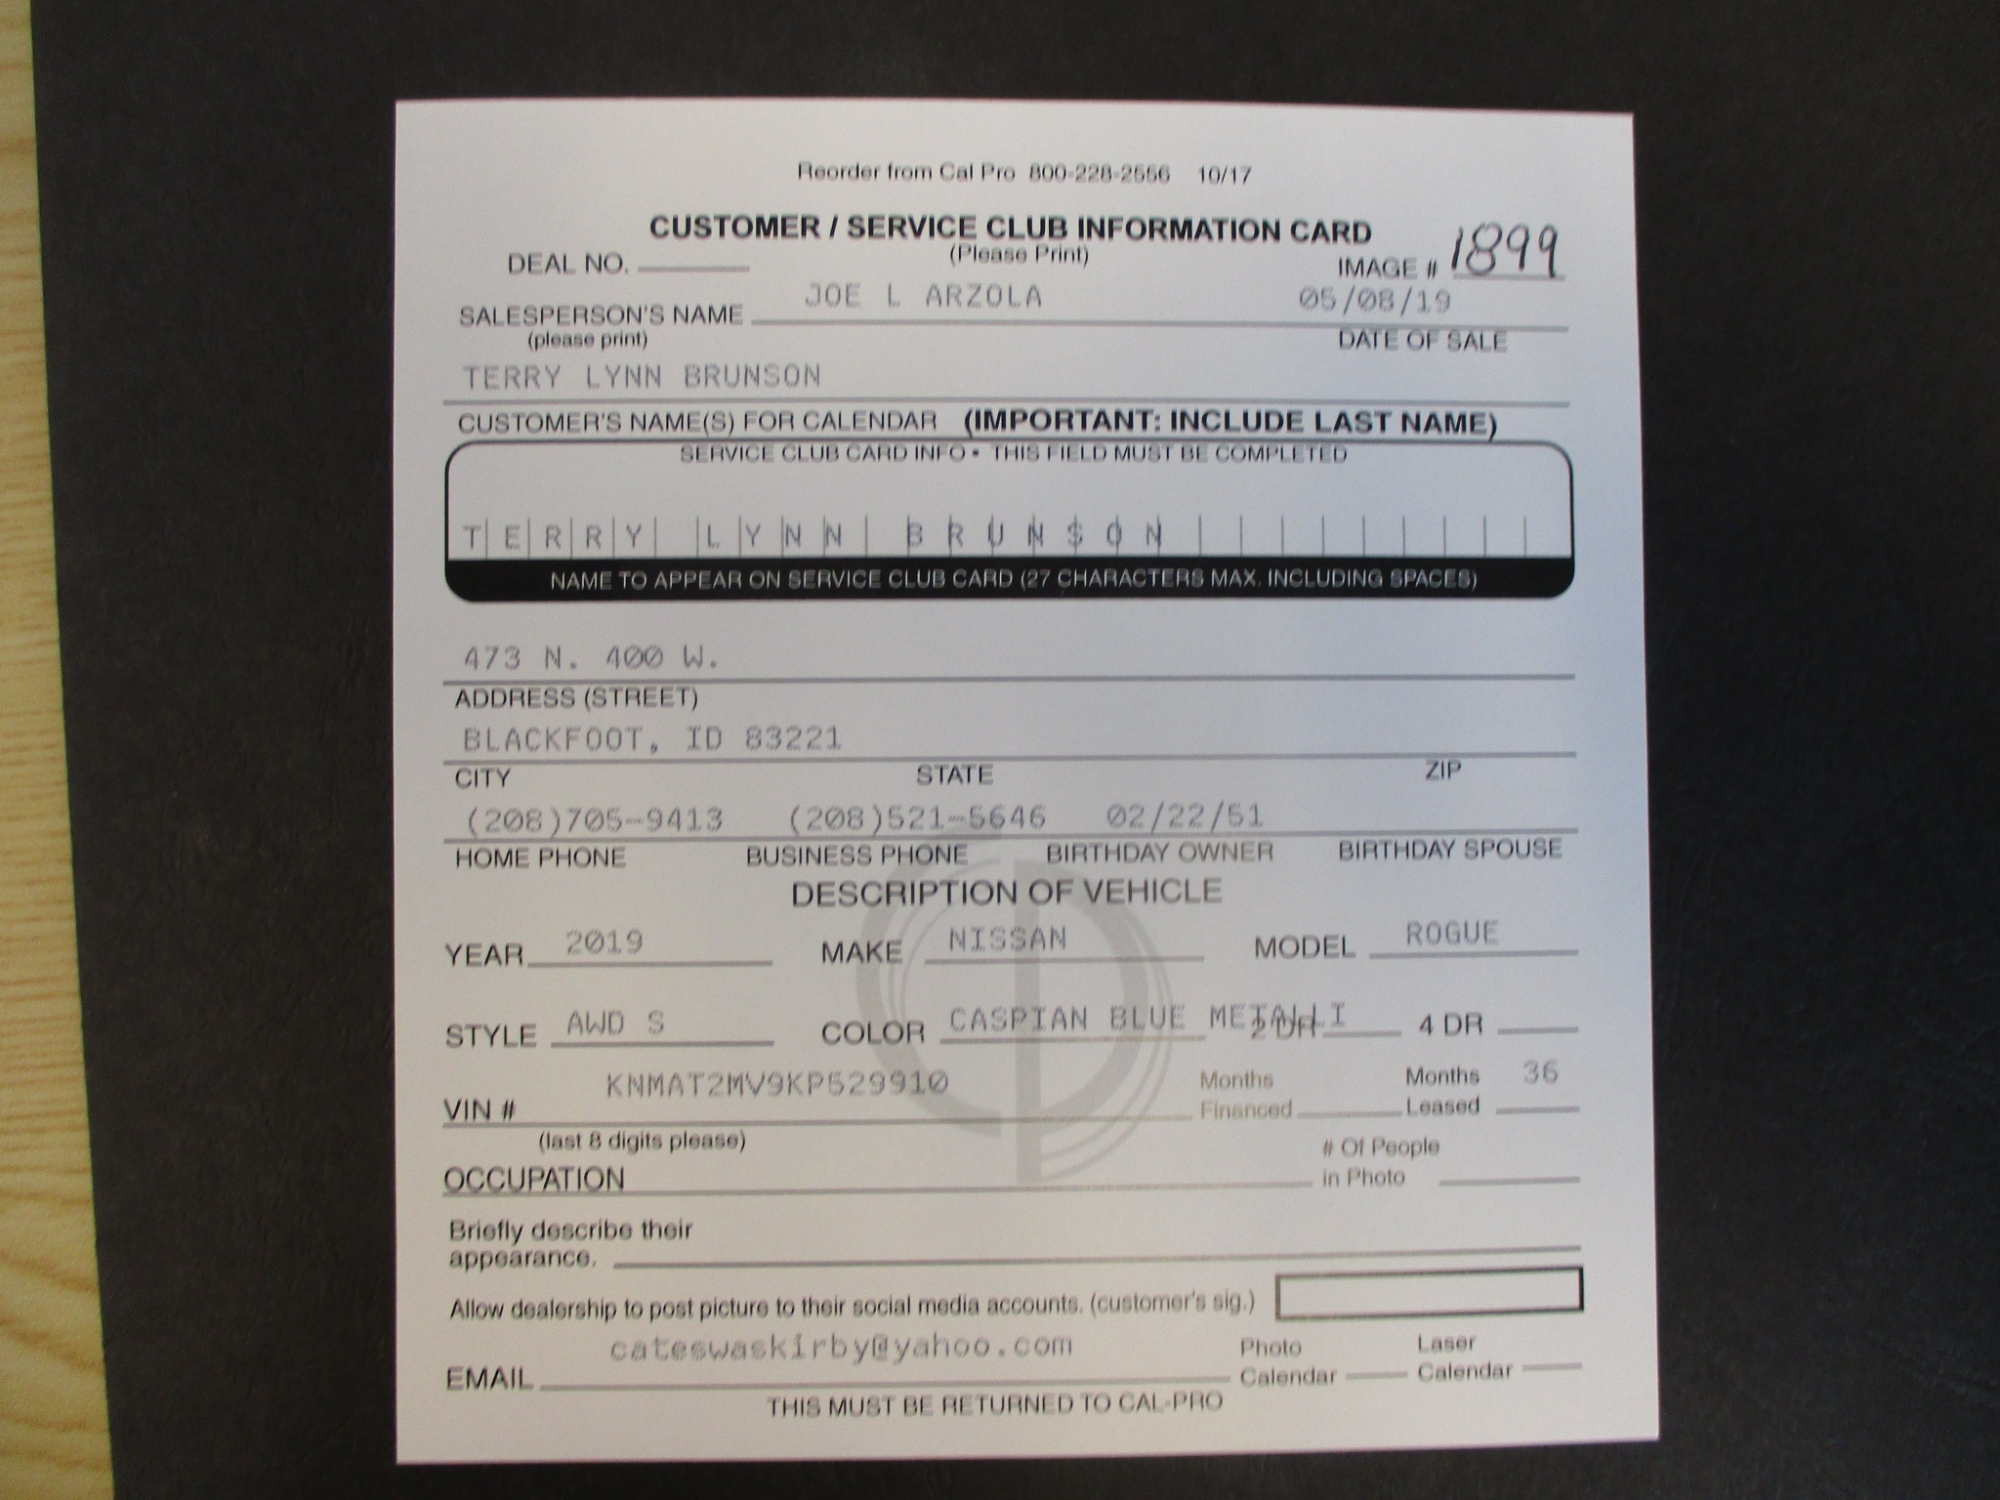 Reorder from Cal Pro 800-228-2556 10/17
CUSTOMER / SERVICE CLUB INFORMATION CARD
(Please Print)
DEAL NO. IMAGE # 1899
JOE L ARZOLA 05/08/19
SALESPERSON'S NAME
(please print) DATE OF SALE
TERRY LYNN BRUNSON
CUSTOMER'S NAME(S) FOR CALENDAR (IMPORTANT: INCLUDE LAST NAME)
SERVICE CLUB CARD INFO • THIS FIELD MUST BE COMPLETED
TERRY LYNN BRUNSON
NAME TO APPEAR ON SERVICE CLUB CARD (27 CHARACTERS MAX. INCLUDING SPACES)
473 N. 400 W.
ADDRESS (STREET)
BLACKFOOT, ID 83221
CITY STATE ZIP
(208)705-9413 (208)521-5646 02/22/51
HOME PHONE BUSINESS PHONE BIRTHDAY OWNER BIRTHDAY SPOUSE
DESCRIPTION OF VEHICLE
YEAR 2019 MAKE NISSAN MODEL ROGUE
STYLE AWD S COLOR CASPIAN BLUE METALLI 2 DR 4 DR
VIN # KNMAT2MV9KP529910 Months Financed Months Leased 36
(last 8 digits please)
OCCUPATION # Of People in Photo
Briefly describe their
appearance.
Allow dealership to post picture to their social media accounts. (customer's sig.)
EMAIL cateswaskirby@yahoo.com Photo Calendar Laser Calendar
THIS MUST BE RETURNED TO CAL-PRO